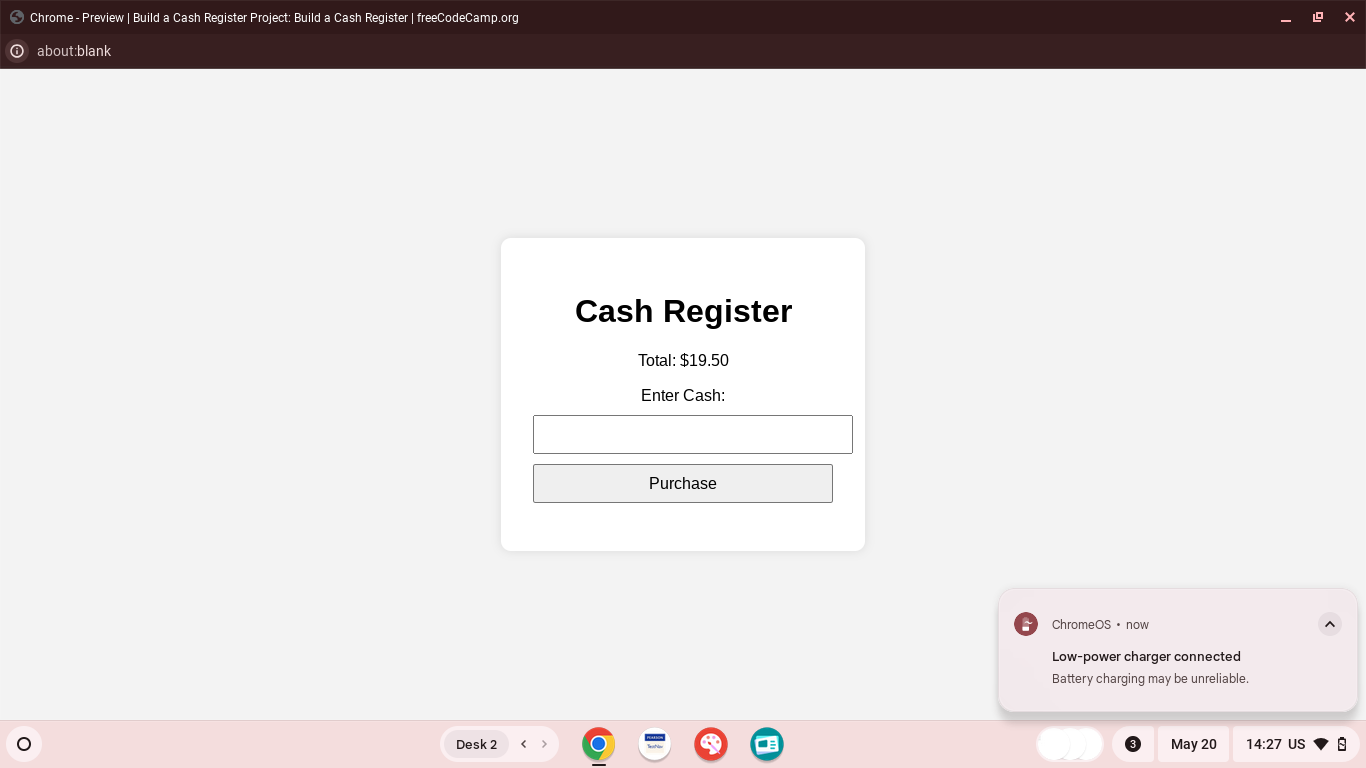 Chrome - Preview | Build a Cash Register Project: Build a Cash Register | freeCodeCamp.org
about:blank
Cash Register
Total: $19.50
Enter Cash:
Purchase
ChromeOS • now
Low-power charger connected
Battery charging may be unreliable.
Desk 2
PEARSON
TestNav
3
May 20
14:27 US